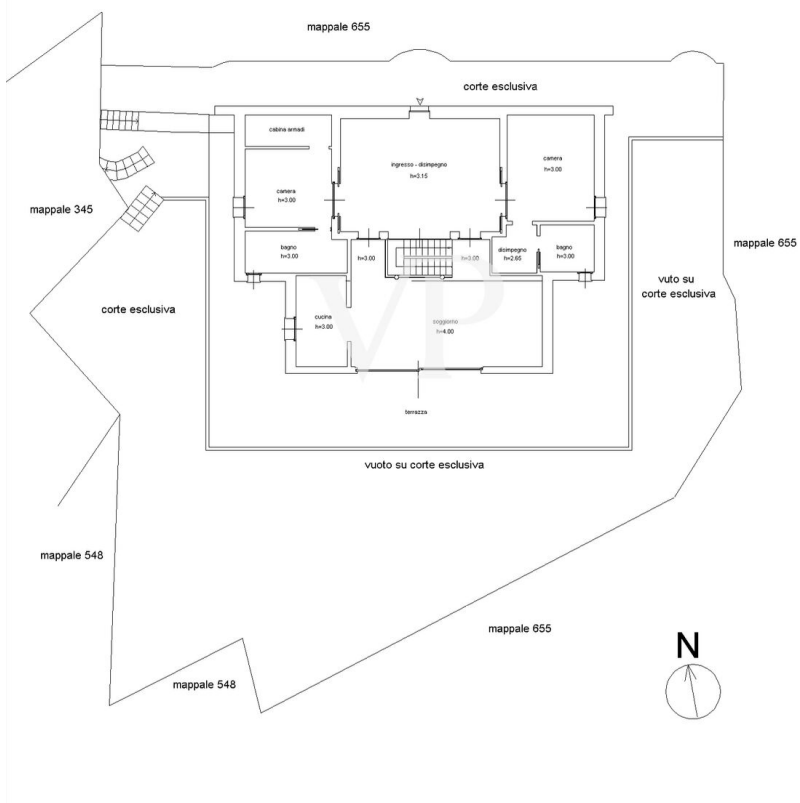 mappale 655
corte esclusiva
cabina armadi
ingresso - disimpegno
h=3.15
camera
h=3.00
camera
h=3.00
mappale 345
mappale 655
bagno
h=3.00
h=3.00
h=3.00
disimpegno
h=2.65
bagno
h=3.00
vuto su
corte esclusiva
corte esclusiva
cucina
h=3.00
soggiorno
h=4.00
VP
terrazza
vuoto su corte esclusiva
mappale 548
mappale 655
N
mappale 548